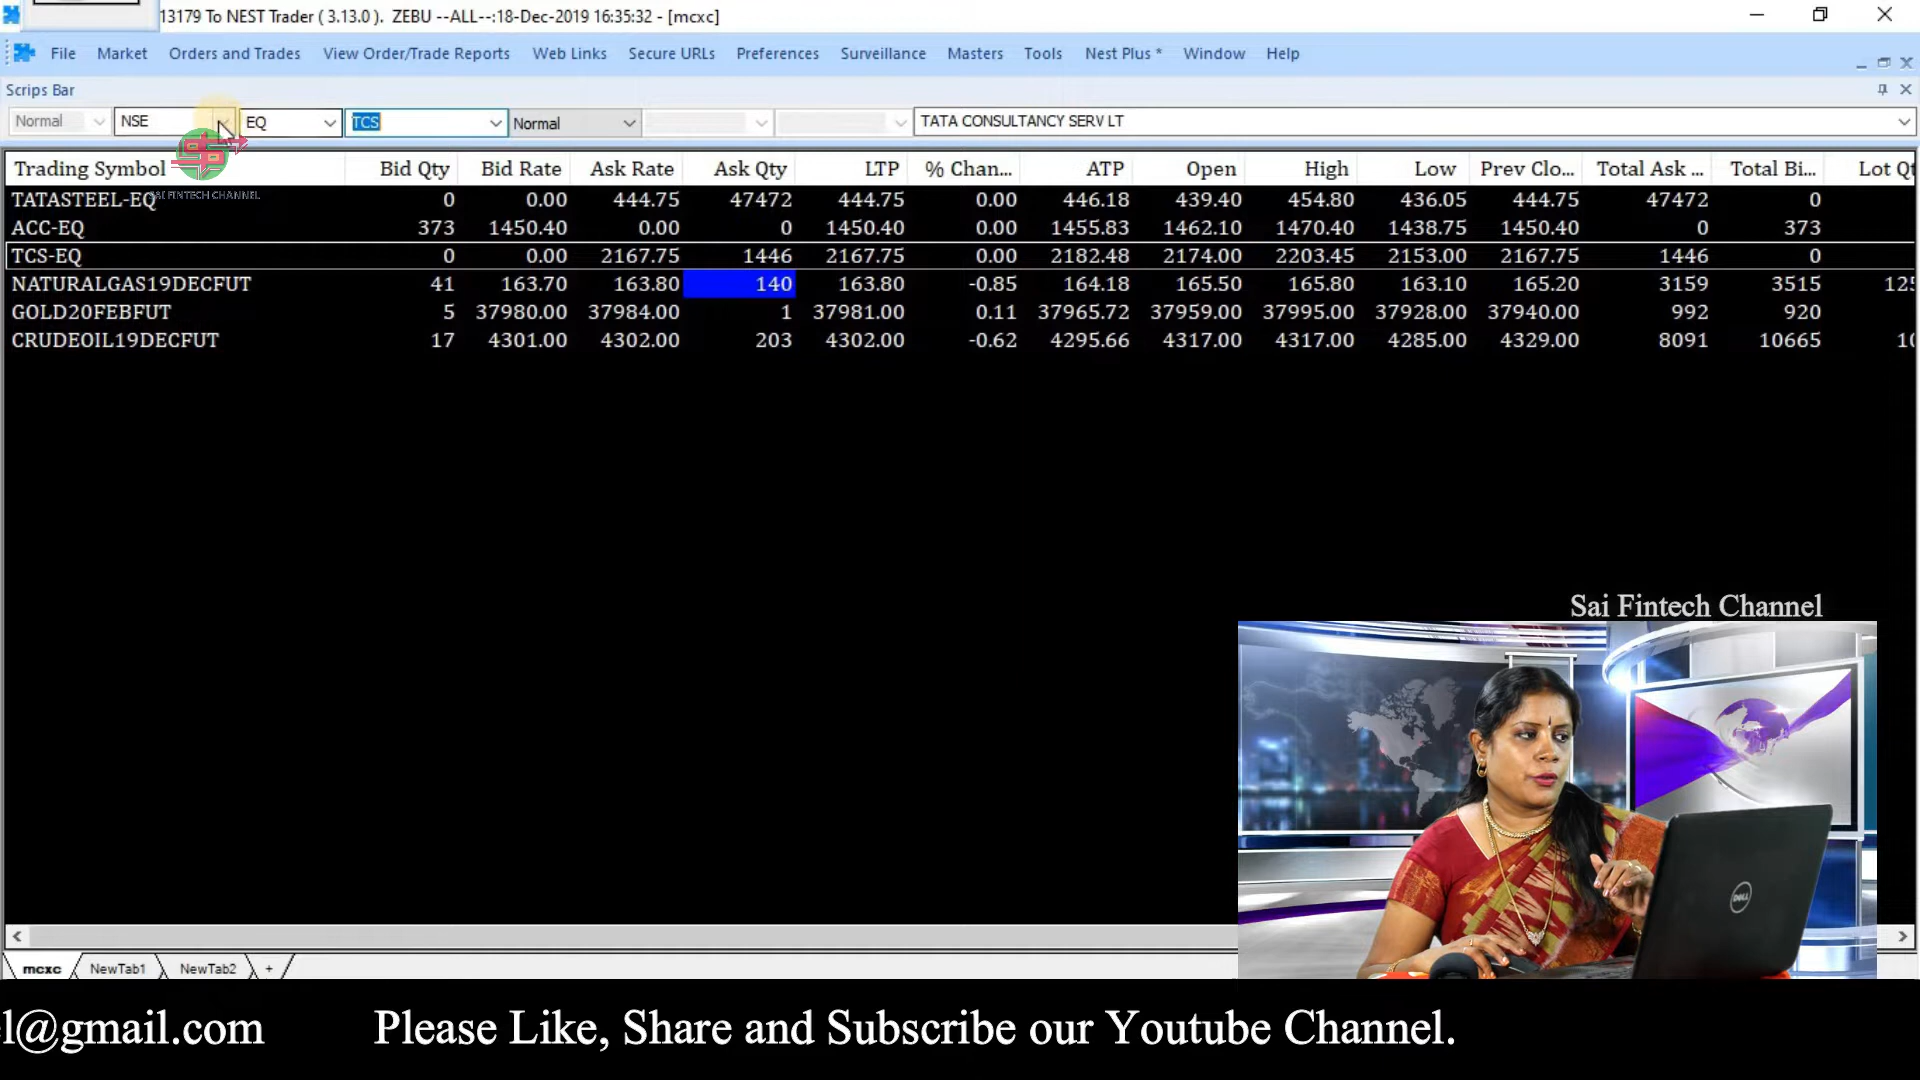 13179 To NEST Trader ( 3.13.0 ). ZEBU --ALL--:18-Dec-2019 16:35:32 - [mcxc]
File Market Orders and Trades View Order/Trade Reports Web Links Secure URLs Preferences Surveillance Masters Tools Nest Plus * Window Help
Scrips Bar
Normal NSE EQ TCS Normal TATA CONSULTANCY SERV LT
Trading Symbol Bid Qty Bid Rate Ask Rate Ask Qty LTP % Chan... ATP Open High Low Prev Clo... Total Ask ... Total Bi... Lot Qt
SAI FINTECH CHANNEL
TATASTEEL-EQ 0 0.00 444.75 47472 444.75 0.00 446.18 439.40 454.80 436.05 444.75 47472 0
ACC-EQ 373 1450.40 0.00 0 1450.40 0.00 1455.83 1462.10 1470.40 1438.75 1450.40 0 373
TCS-EQ 0 0.00 2167.75 1446 2167.75 0.00 2182.48 2174.00 2203.45 2153.00 2167.75 1446 0
NATURALGAS19DECFUT 41 163.70 163.80 140 163.80 -0.85 164.18 165.50 165.80 163.10 165.20 3159 3515 125
GOLD20FEBFUT 5 37980.00 37984.00 1 37981.00 0.11 37965.72 37959.00 37995.00 37928.00 37940.00 992 920
CRUDEOIL19DECFUT 17 4301.00 4302.00 203 4302.00 -0.62 4295.66 4317.00 4317.00 4285.00 4329.00 8091 10665 10
Sai Fintech Channel
DELL
mcxc NewTab1 NewTab2 +
l@gmail.com Please Like, Share and Subscribe our Youtube Channel.